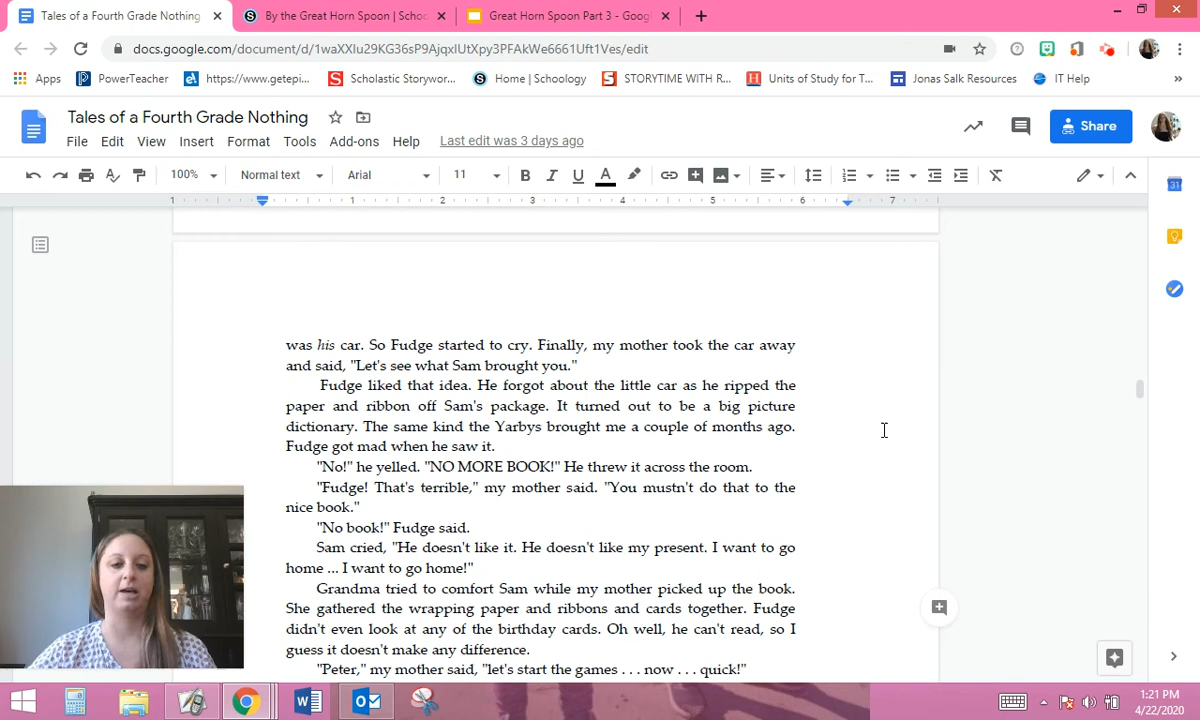 Tales of a Fourth Grade Nothing
By the Great Horn Spoon | Schoo
Great Horn Spoon Part 3 - Goog
docs.google.com/document/d/1waXXlu29KG36sP9AjqxlUtXpy3PFAkWe6661Uft1Ves/edit
Apps PowerTeacher https://www.getepi... Scholastic Storywor... Home | Schoology STORYTIME WITH R... Units of Study for T... Jonas Salk Resources IT Help »
Tales of a Fourth Grade Nothing
Share
File Edit View Insert Format Tools Add-ons Help Last edit was 3 days ago
100% Normal text Arial 11 B I U A
1 1 2 3 4 5 6 7
31
was his car. So Fudge started to cry. Finally, my mother took the car away
and said, "Let's see what Sam brought you."
Fudge liked that idea. He forgot about the little car as he ripped the
paper and ribbon off Sam's package. It turned out to be a big picture
dictionary. The same kind the Yarbys brought me a couple of months ago.
Fudge got mad when he saw it.
"No!" he yelled. "NO MORE BOOK!" He threw it across the room.
"Fudge! That's terrible," my mother said. "You mustn't do that to the
nice book."
"No book!" Fudge said.
Sam cried, "He doesn't like it. He doesn't like my present. I want to go
home ... I want to go home!"
Grandma tried to comfort Sam while my mother picked up the book.
She gathered the wrapping paper and ribbons and cards together. Fudge
didn't even look at any of the birthday cards. Oh well, he can't read, so I
guess it doesn't make any difference.
"Peter," my mother said, "let's start the games . . . now . . . quick!"
1:21 PM
4/22/2020